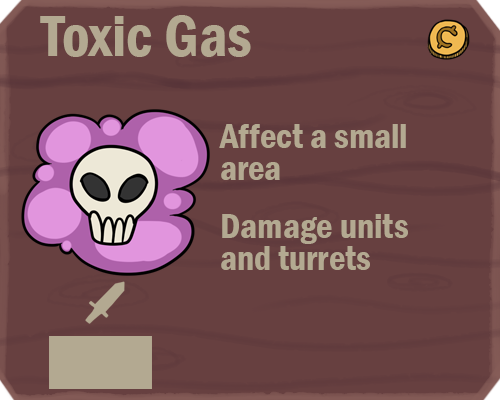 Toxic Gas
Affect a small
area
Damage units
and turrets